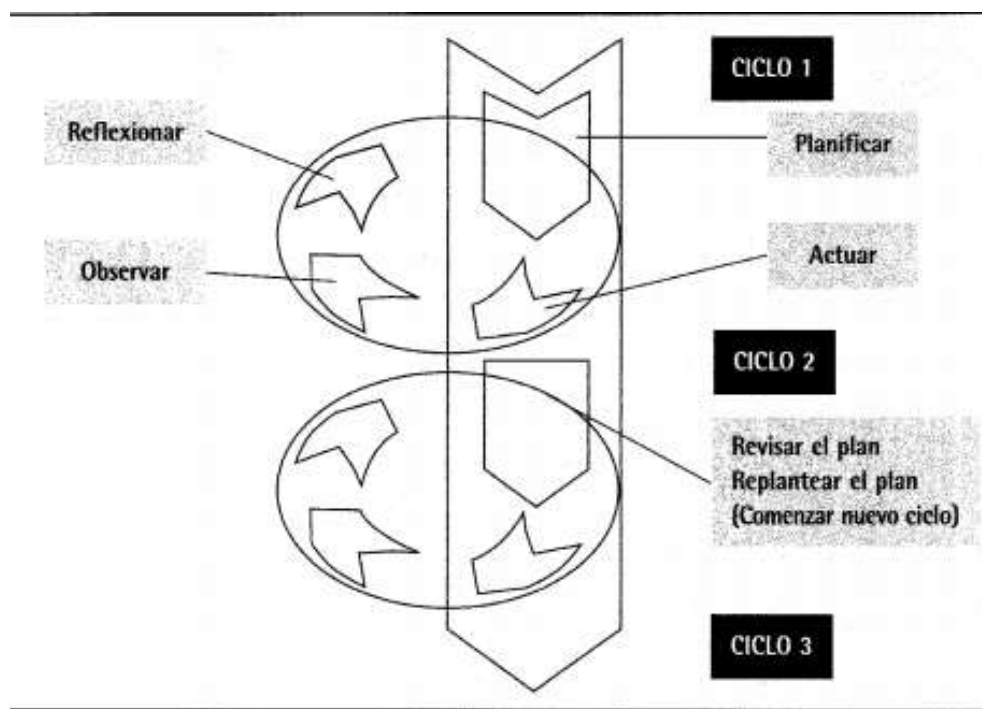 CICLO 1
Reflexionar
Planificar
Observar
Actuar
CICLO 2
Revisar el plan
Replantear el plan
(Comenzar nuevo ciclo)
CICLO 3